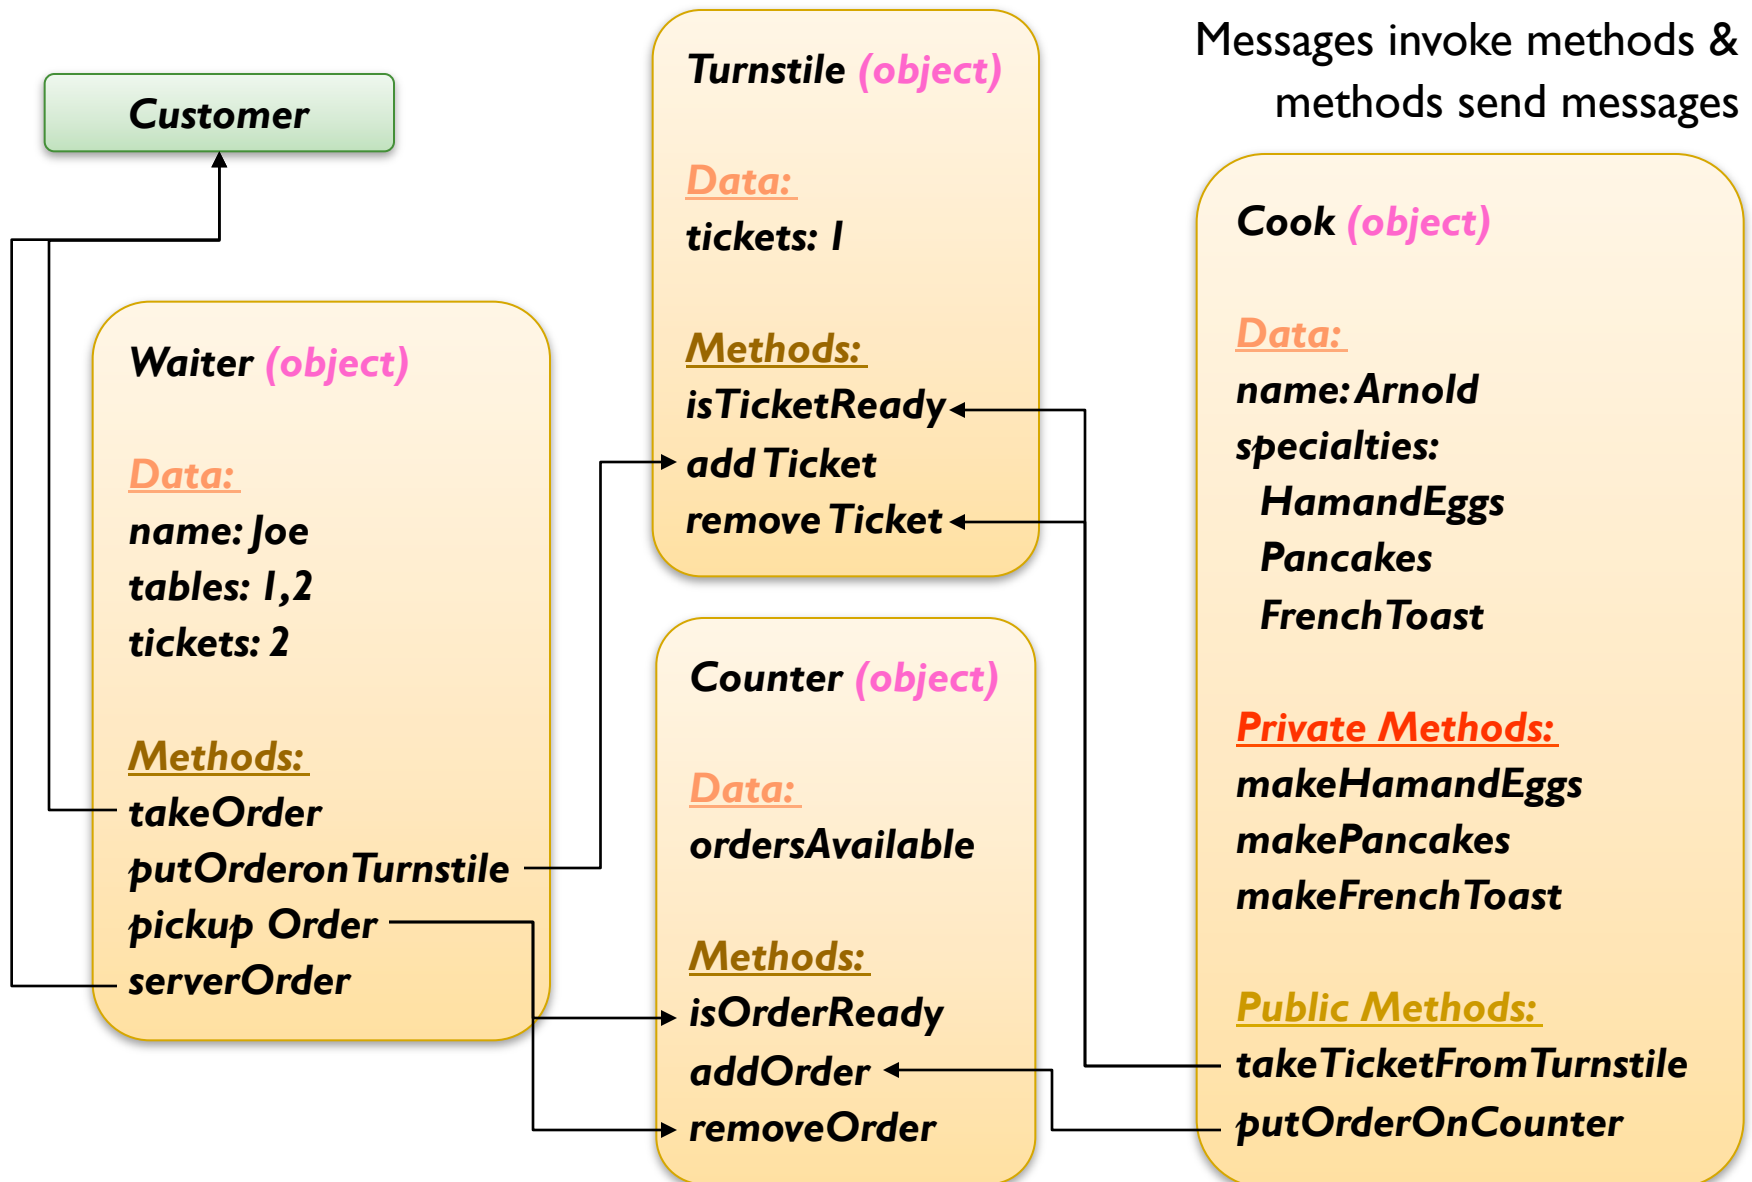 Messages invoke methods &
methods send messages
Customer
Waiter (object)
Data:
name: Joe
tables: 1,2
tickets: 2
Methods:
takeOrder
putOrderonTurnstile
pickup Order
serverOrder
Turnstile (object)
Data:
tickets: 1
Methods:
isTicketReady
add Ticket
remove Ticket
Counter (object)
Data:
ordersAvailable
Methods:
isOrderReady
addOrder
removeOrder
Cook (object)
Data:
name: Arnold
specialties:
HamandEggs
Pancakes
FrenchToast
Private Methods:
makeHamandEggs
makePancakes
makeFrenchToast
Public Methods:
takeTicketFromTurnstile
putOrderOnCounter